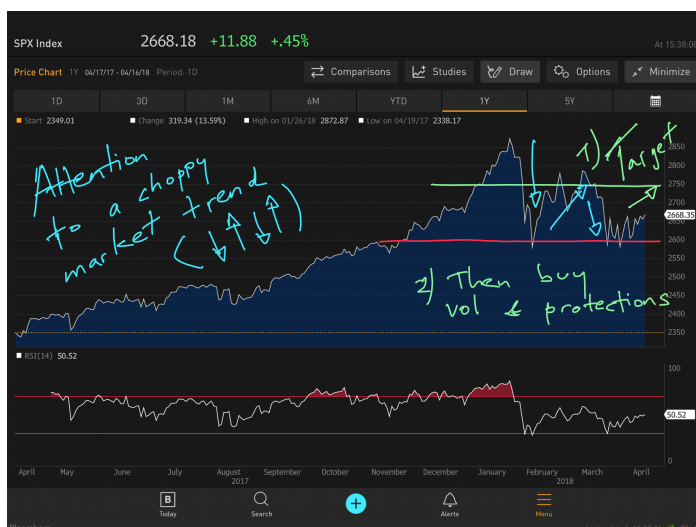 SPX Index 2668.18 +11.88 +.45% At 15:38:08
Price Chart 1Y 04/17/17 - 04/16/18 Period: 1D Comparisons Studies Draw Options Minimize
1D 3D 1M 6M YTD 1Y 5Y
Start 2349.01 Change 319.34 (13.59%) High on 01/26/18 2872.87 Low on 04/19/17 2338.17
Attention
to a choppy
market trend
1) Target
2) Then buy
vol & protections
2850
2800
2750
2700
2668.35
2600
2550
2500
2450
2400
2350
RSI(14) 50.52
100
50.52
0
April May June July August September October November December January February March April
2017 2018
B
Today Search Alerts Menu